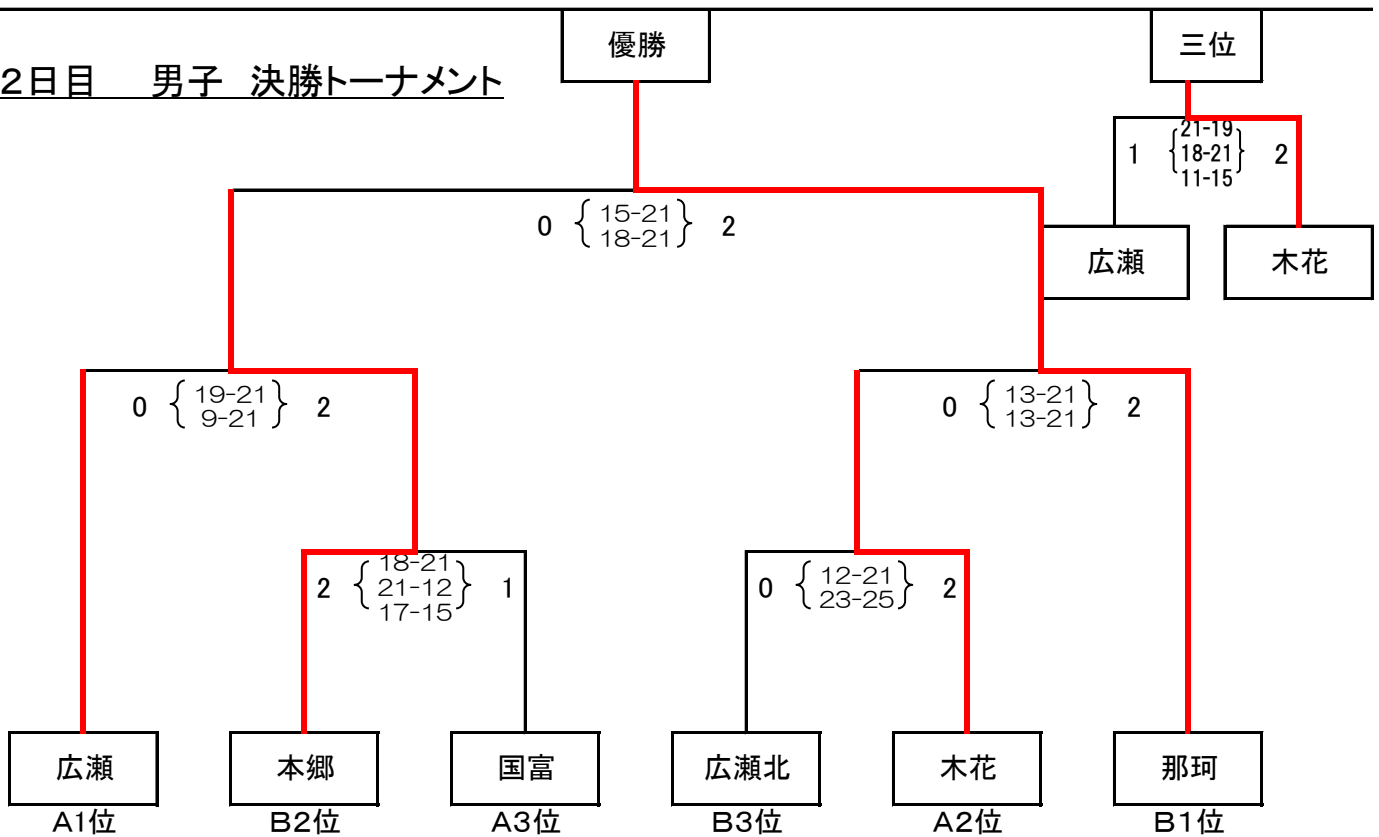 優勝
三位
2日目 男子 決勝トーナメント
1 { 21-19 18-21 11-15 } 2
0 { 15-21 18-21 } 2
広瀬 木花
0 { 19-21 9-21 } 2
0 { 13-21 13-21 } 2
2 { 18-21 21-12 17-15 } 1
0 { 12-21 23-25 } 2
広瀬 本郷 国富 広瀬北 木花 那珂
A1位 B2位 A3位 B3位 A2位 B1位